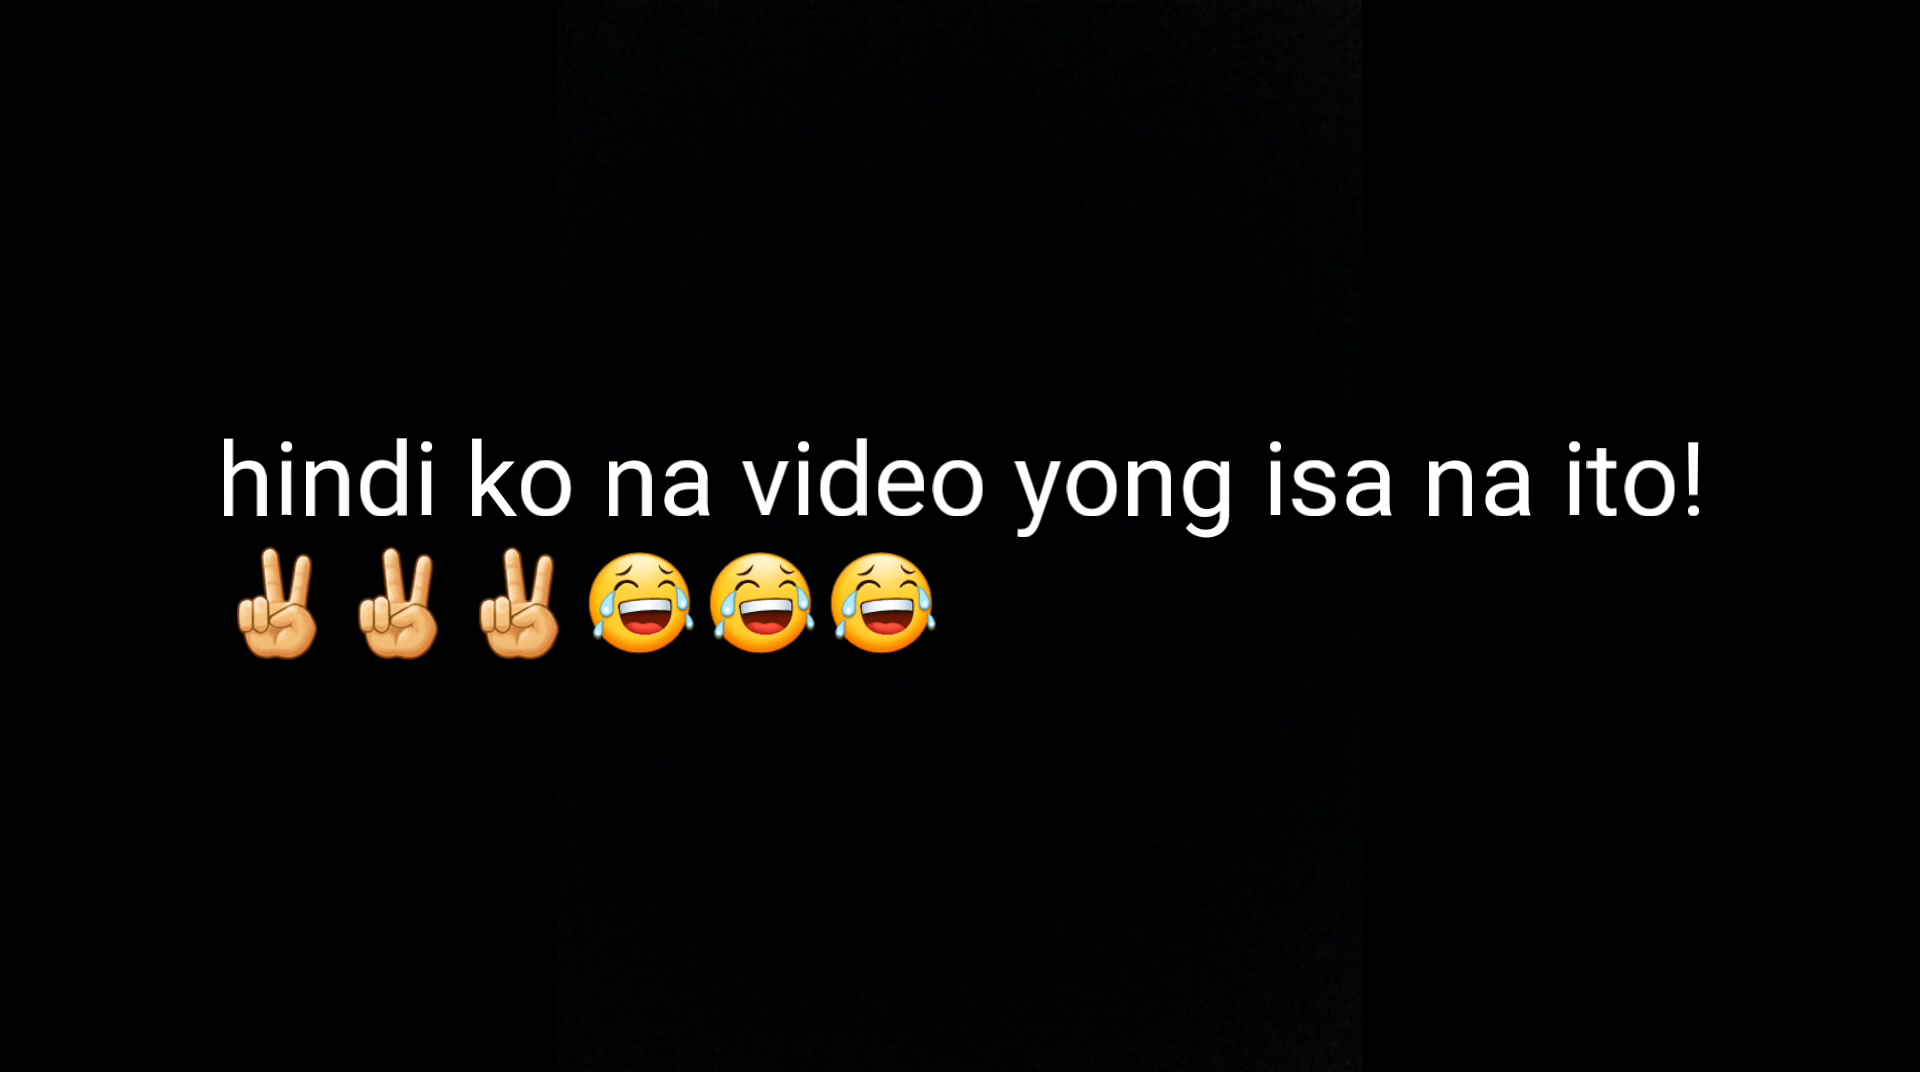 hindi ko na video yong isa na ito!
✌🏼✌🏼✌🏼😂😂😂